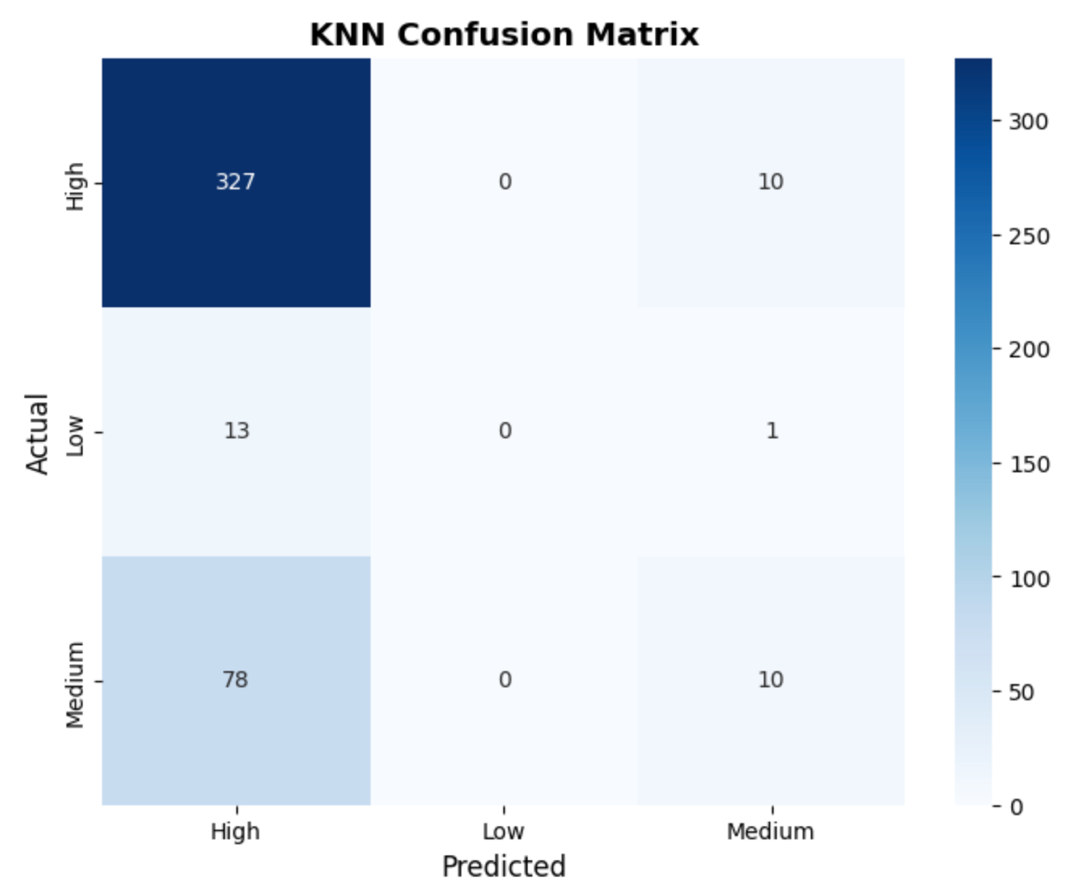 KNN Confusion Matrix
High 327 0 10
Low 13 0 1
Medium 78 0 10
High Low Medium
Predicted
Actual
300
250
200
150
100
50
0